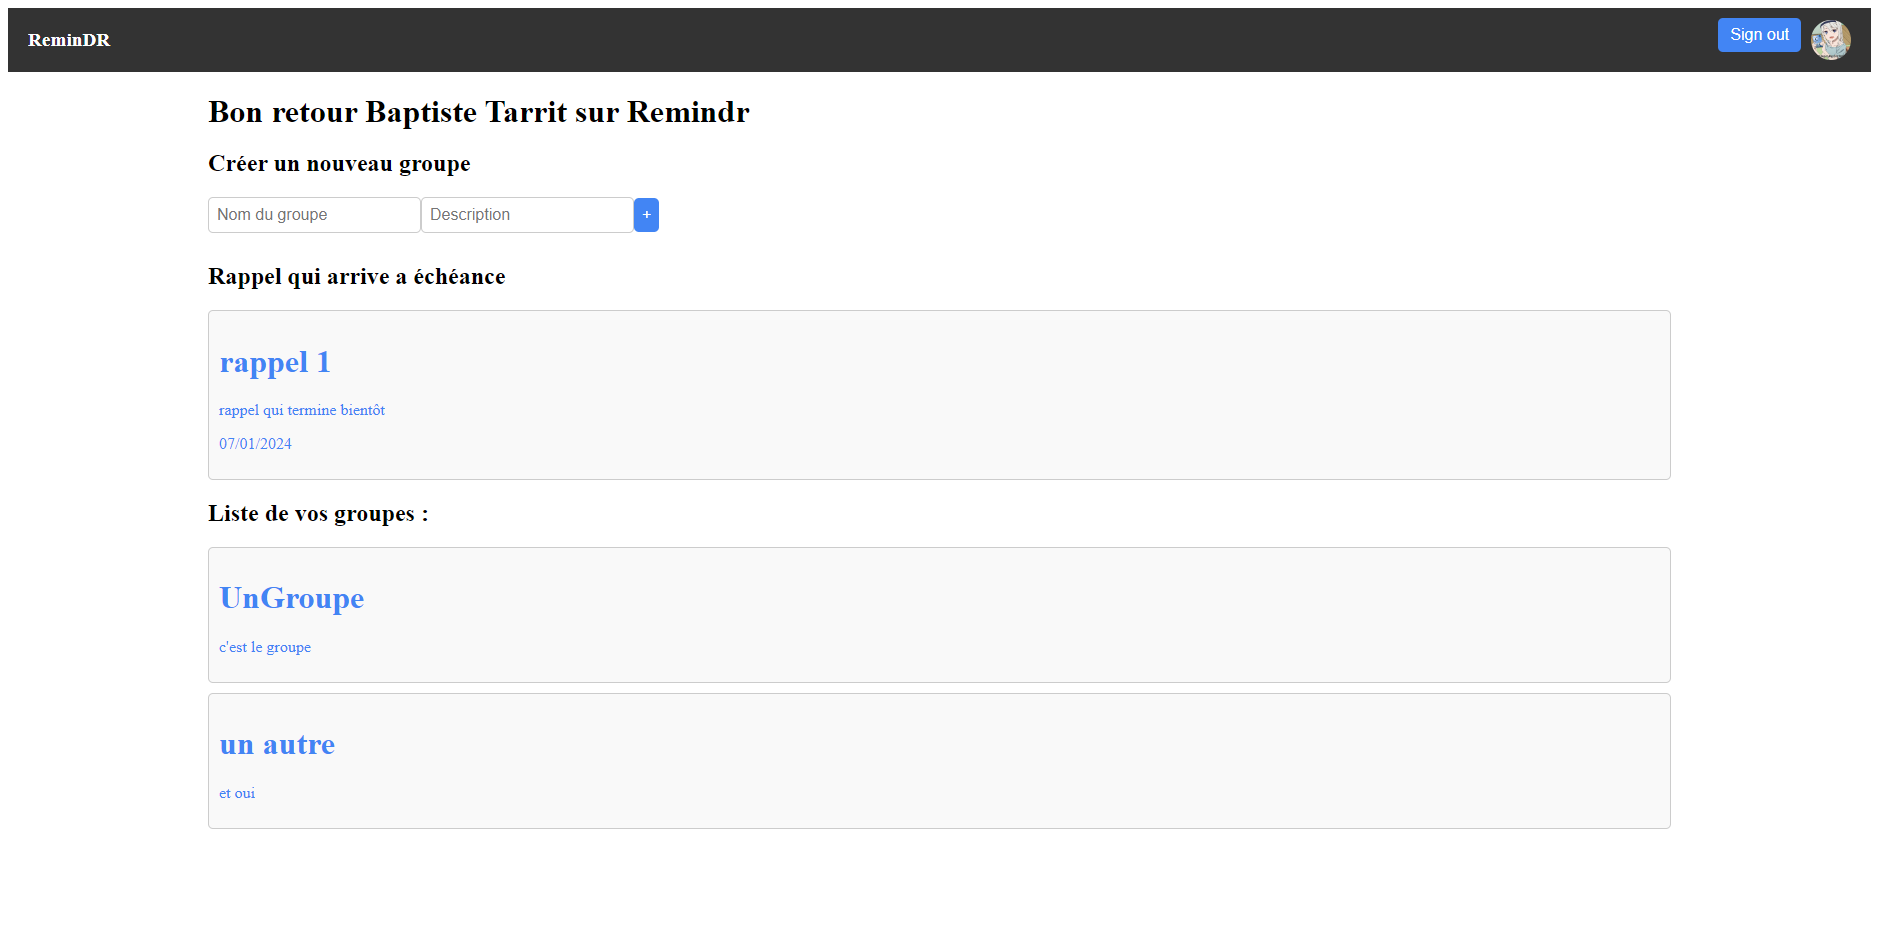 ReminDR
Sign out
Bon retour Baptiste Tarrit sur Remindr
Créer un nouveau groupe
Nom du groupe
Description
+
Rappel qui arrive a échéance
rappel 1
rappel qui termine bientôt
07/01/2024
Liste de vos groupes :
UnGroupe
c'est le groupe
un autre
et oui